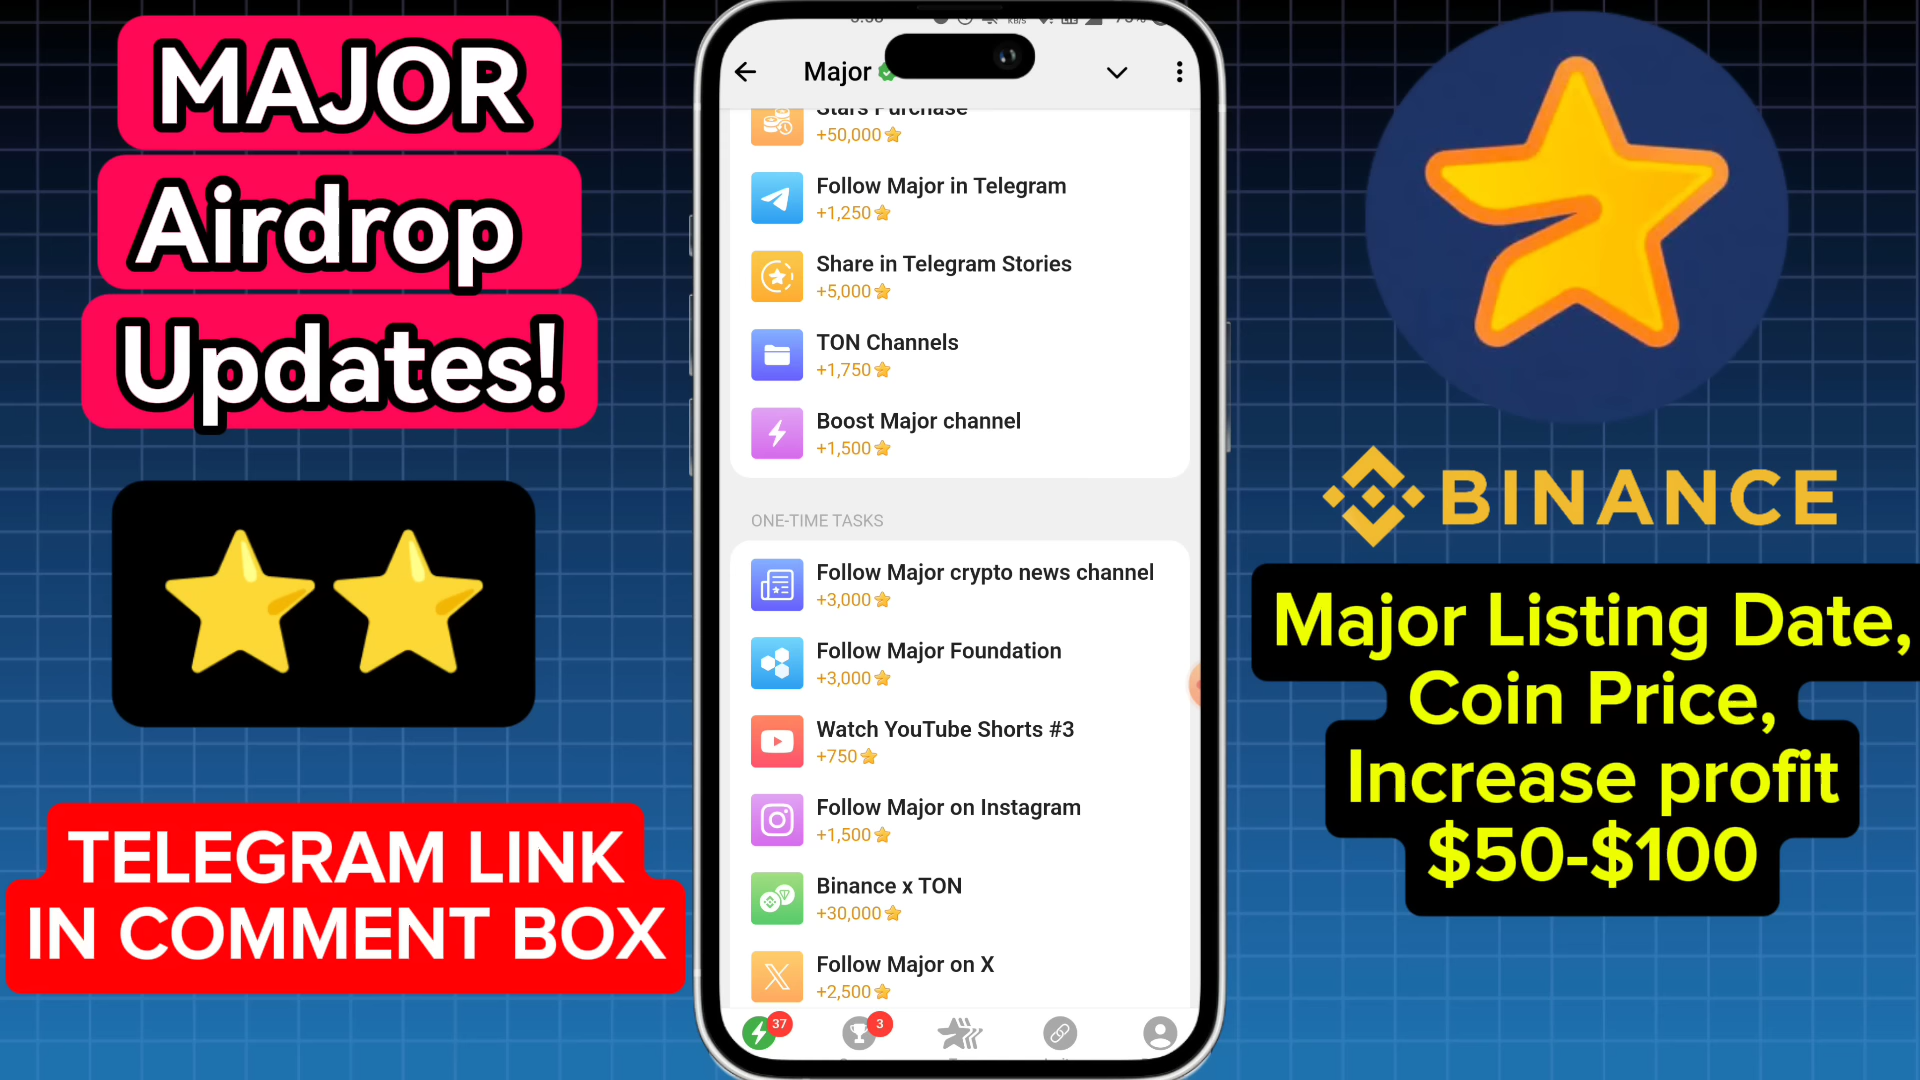 MAJOR
Airdrop
Updates!
TELEGRAM LINK
IN COMMENT BOX
Major
Stars Purchase
+50,000
Follow Major in Telegram
+1,250
Share in Telegram Stories
+5,000
TON Channels
+1,750
Boost Major channel
+1,500
ONE-TIME TASKS
Follow Major crypto news channel
+3,000
Follow Major Foundation
+3,000
Watch YouTube Shorts #3
+750
Follow Major on Instagram
+1,500
Binance x TON
+30,000
Follow Major on X
+2,500
37
3
BINANCE
Major Listing Date,
Coin Price,
Increase profit
$50-$100